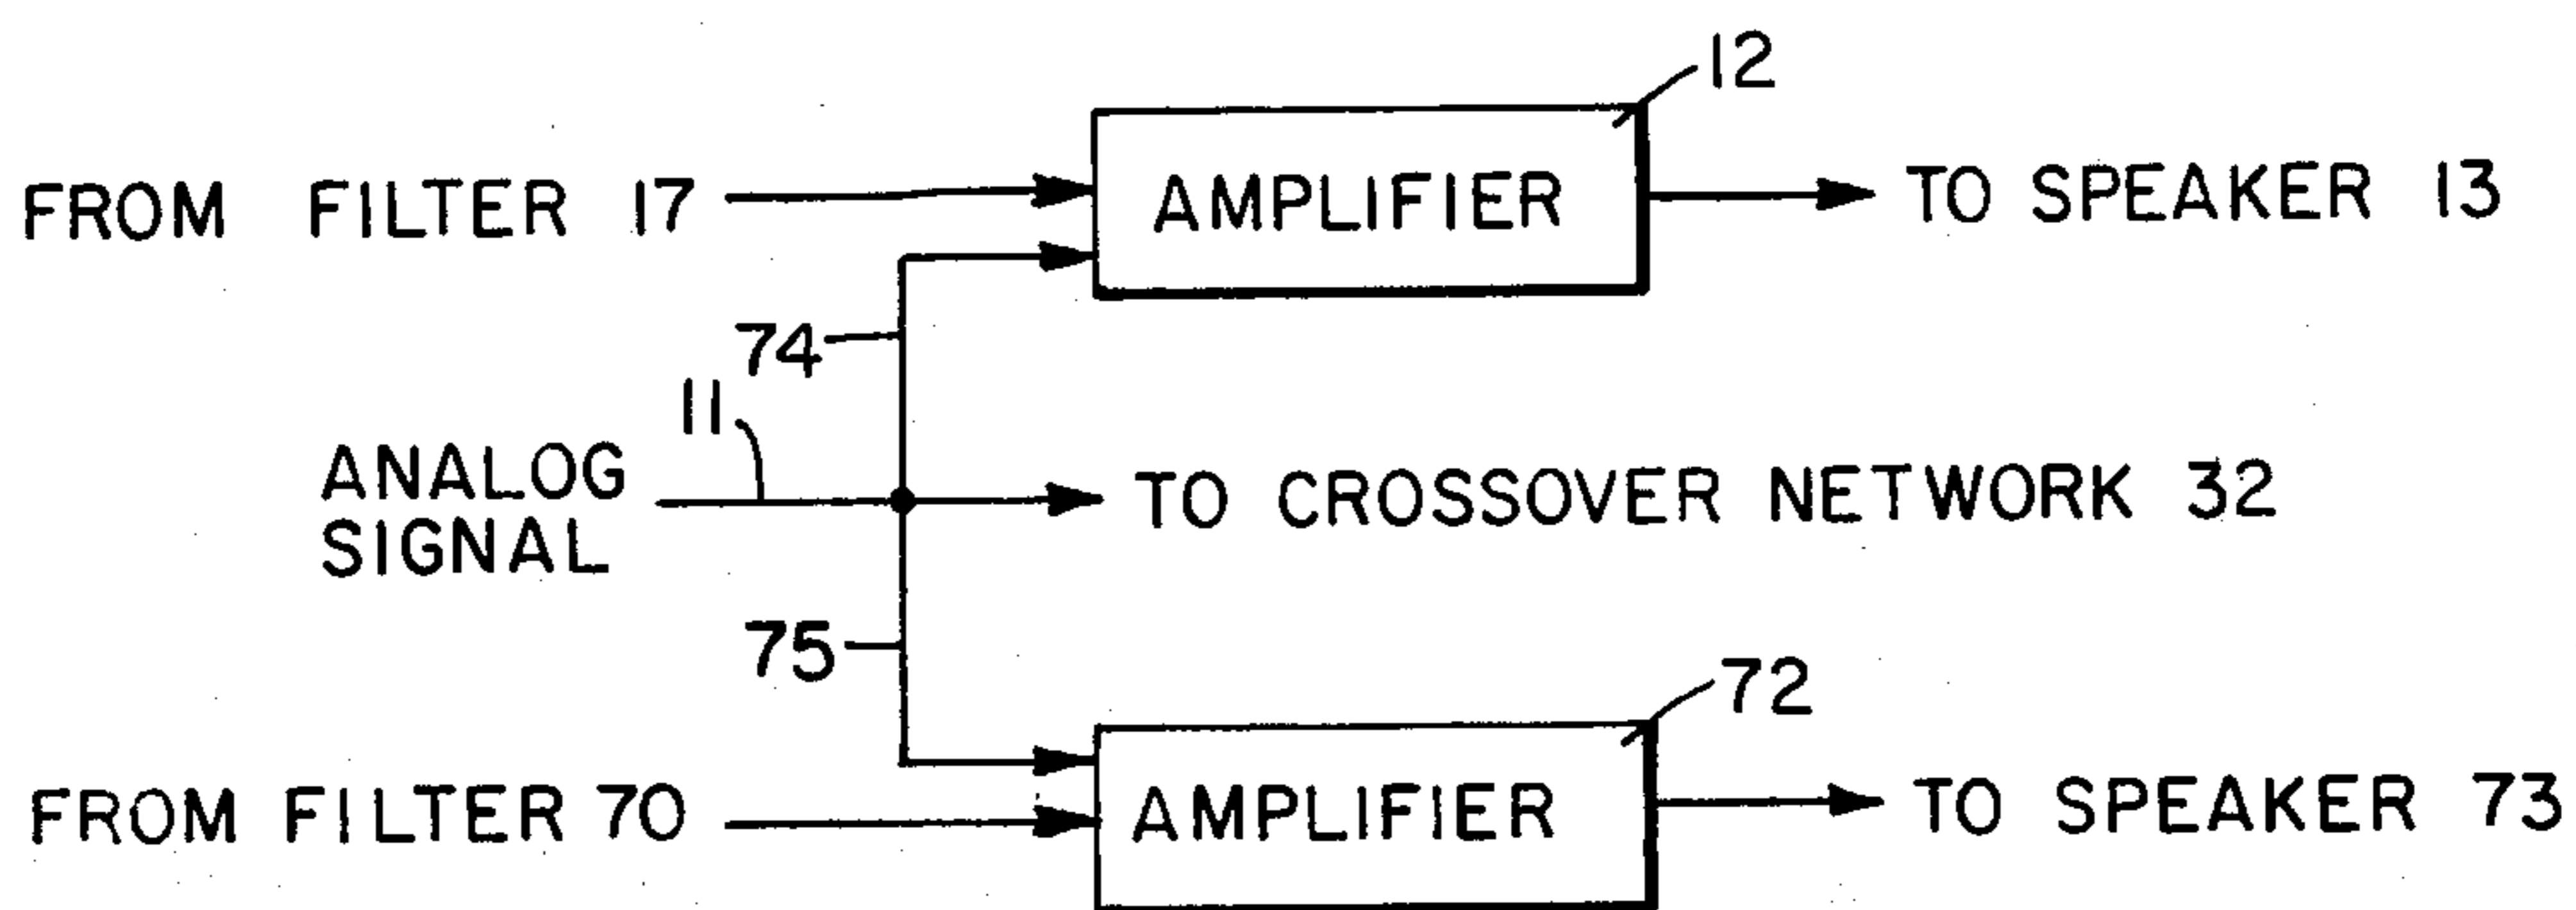 12
FROM FILTER 17
AMPLIFIER
TO SPEAKER 13
74
11
ANALOG
SIGNAL
TO CROSSOVER NETWORK 32
75
72
FROM FILTER 70
AMPLIFIER
TO SPEAKER 73